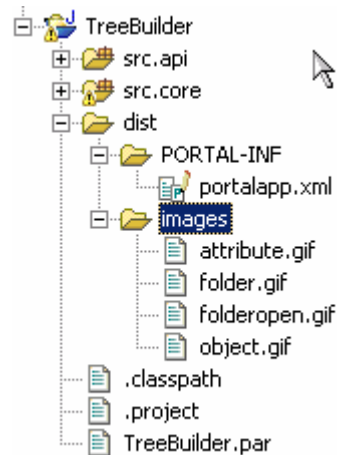 TreeBuilder
src.api
src.core
dist
PORTAL-INF
portalapp.xml
images
attribute.gif
folder.gif
folderopen.gif
object.gif
.classpath
.project
TreeBuilder.par